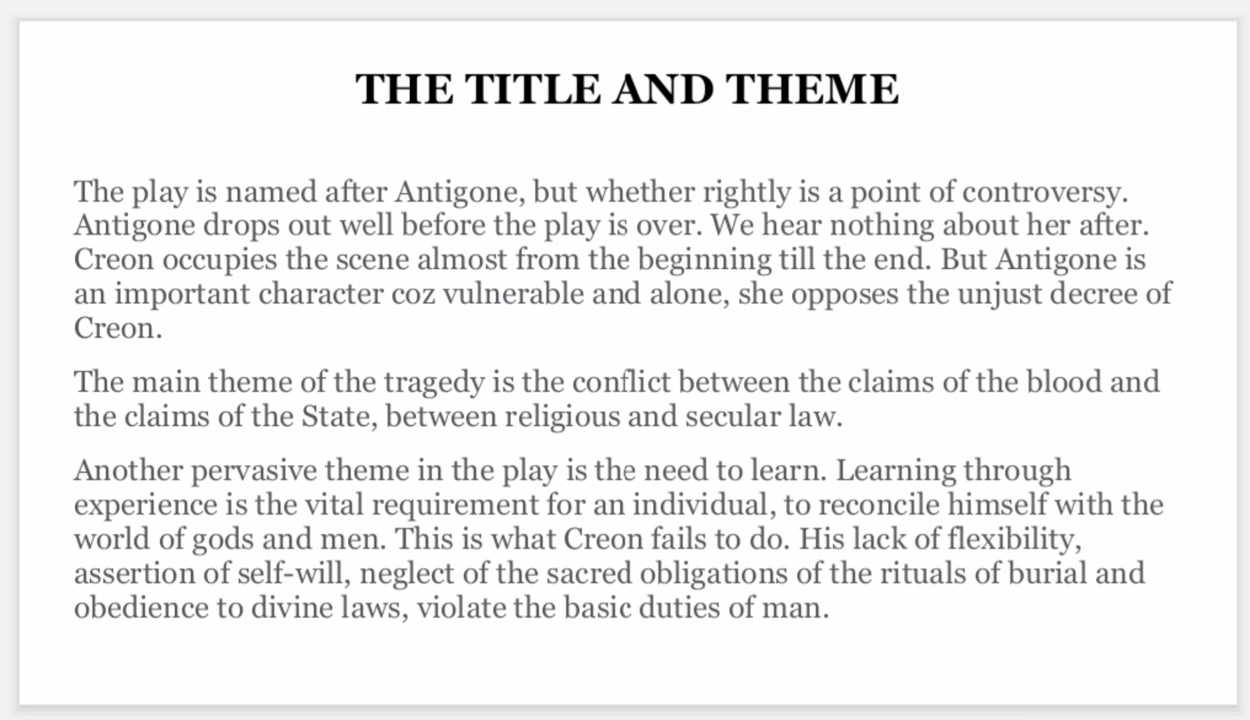 THE TITLE AND THEME
The play is named after Antigone, but whether rightly is a point of controversy.
Antigone drops out well before the play is over. We hear nothing about her after.
Creon occupies the scene almost from the beginning till the end. But Antigone is
an important character coz vulnerable and alone, she opposes the unjust decree of
Creon.
The main theme of the tragedy is the conflict between the claims of the blood and
the claims of the State, between religious and secular law.
Another pervasive theme in the play is the need to learn. Learning through
experience is the vital requirement for an individual, to reconcile himself with the
world of gods and men. This is what Creon fails to do. His lack of flexibility,
assertion of self-will, neglect of the sacred obligations of the rituals of burial and
obedience to divine laws, violate the basic duties of man.